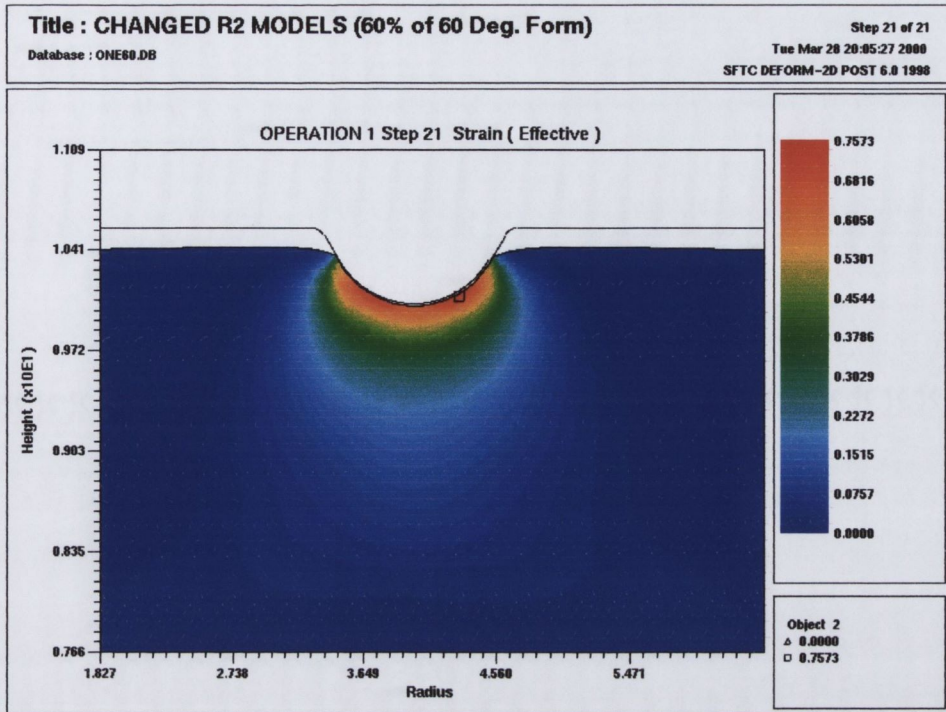 Title : CHANGED R2 MODELS (60% of 60 Deg. Form)
Database : ONE60.DB
Step 21 of 21
Tue Mar 28 20:05:27 2000
SFTC DEFORM-2D POST 6.0 1998
OPERATION 1 Step 21 Strain ( Effective )
1.109
1.041
0.972
0.903
0.835
0.766
Height (x10E1)
1.827
2.738
3.649
4.560
5.471
Radius
0.7573
0.6816
0.6058
0.5301
0.4544
0.3786
0.3029
0.2272
0.1515
0.0757
0.0000
Object 2
△ 0.0000
□ 0.7573